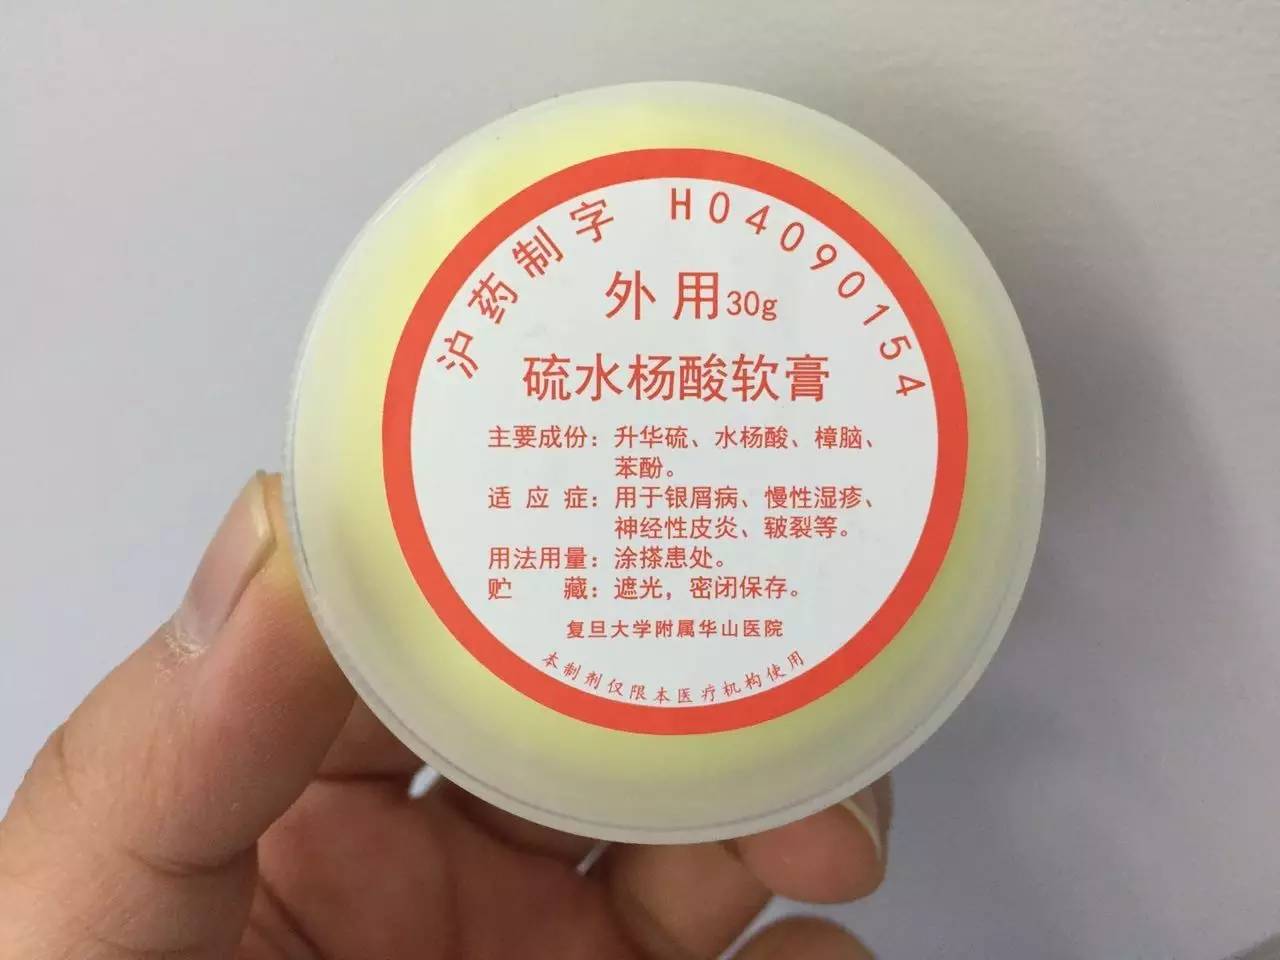 沪药制字 H04090154
外用30g
硫水杨酸软膏
主要成份：升华硫、水杨酸、樟脑、
苯酚。
适应症：用于银屑病、慢性湿疹、
神经性皮炎、皲裂等。
用法用量：涂搽患处。
贮藏：遮光，密闭保存。
复旦大学附属华山医院
本制剂仅限本医疗机构使用